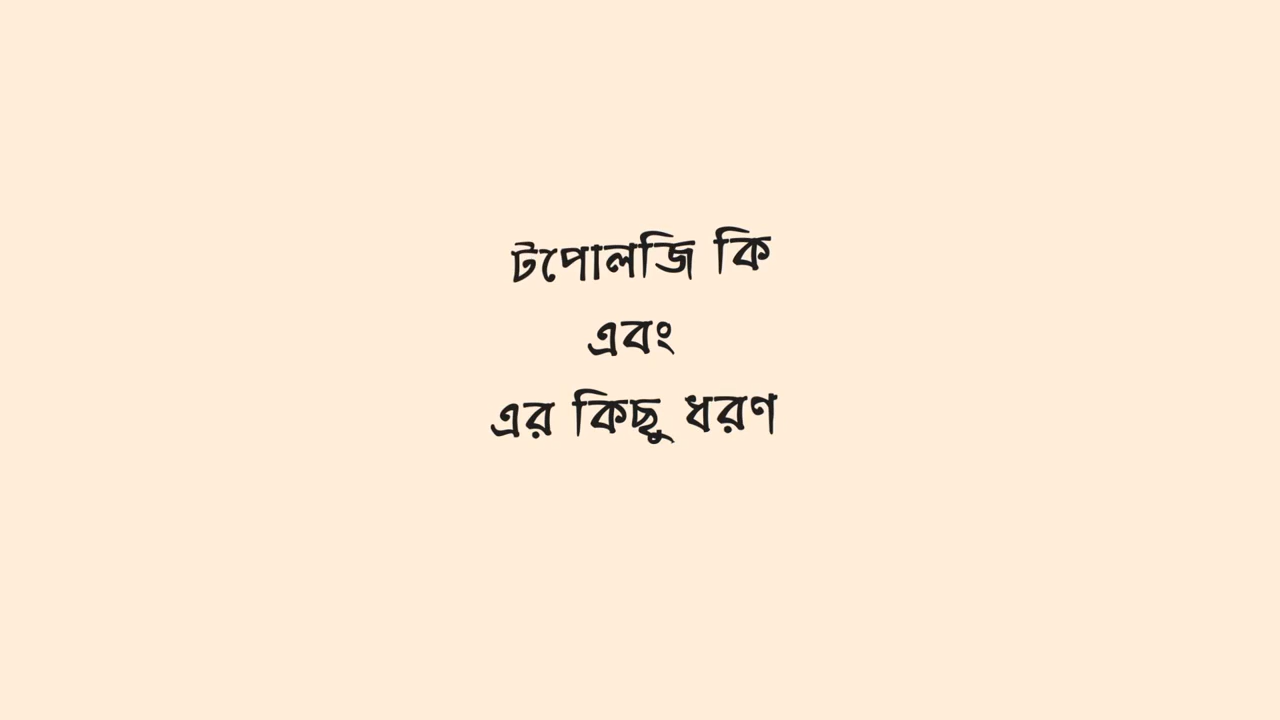 টপোলজি কি
এবং
এর কিছু ধরণ